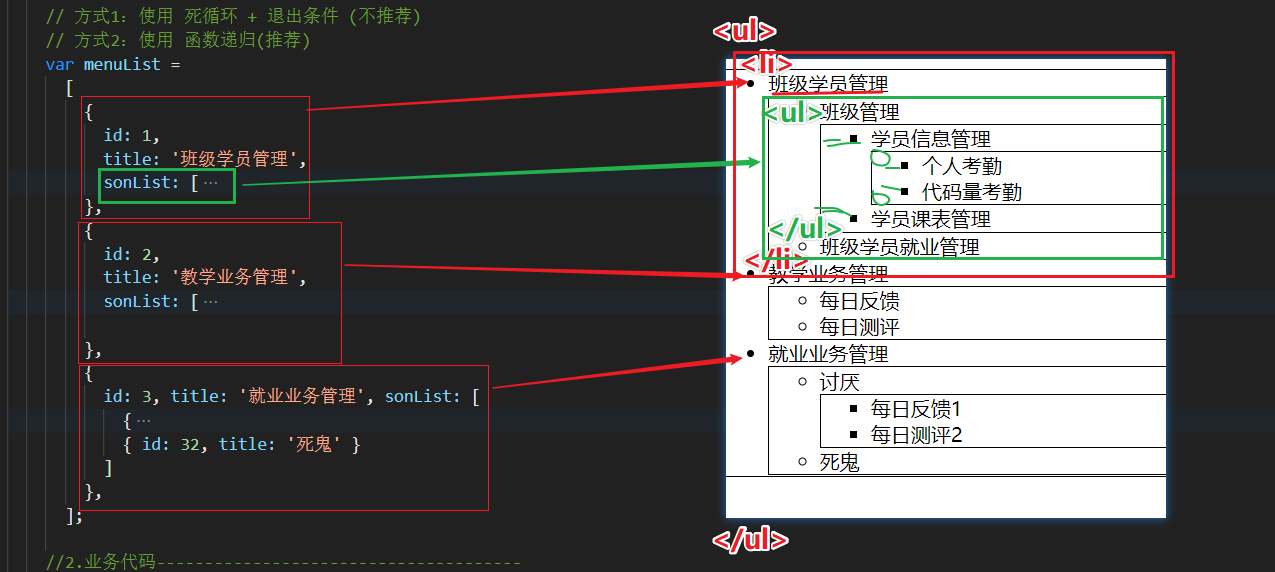 // 方式1：使用 死循环 + 退出条件 (不推荐)
// 方式2：使用 函数递归(推荐)
var menuList =
[
{
id: 1,
title: '班级学员管理',
sonList: [ ···
},
{
id: 2,
title: '教学业务管理',
sonList: [ ···
},
{
id: 3, title: '就业业务管理', sonList: [
{ ···
{ id: 32, title: '死鬼' }
]
},
];
//2.业务代码--------------------------------------
<ul>
<li>
班级学员管理
<ul>
班级管理
学员信息管理
个人考勤
代码量考勤
学员课表管理
</ul>
班级学员就业管理
</li>
教学业务管理
每日反馈
每日测评
就业业务管理
讨厌
每日反馈1
每日测评2
死鬼
</ul>